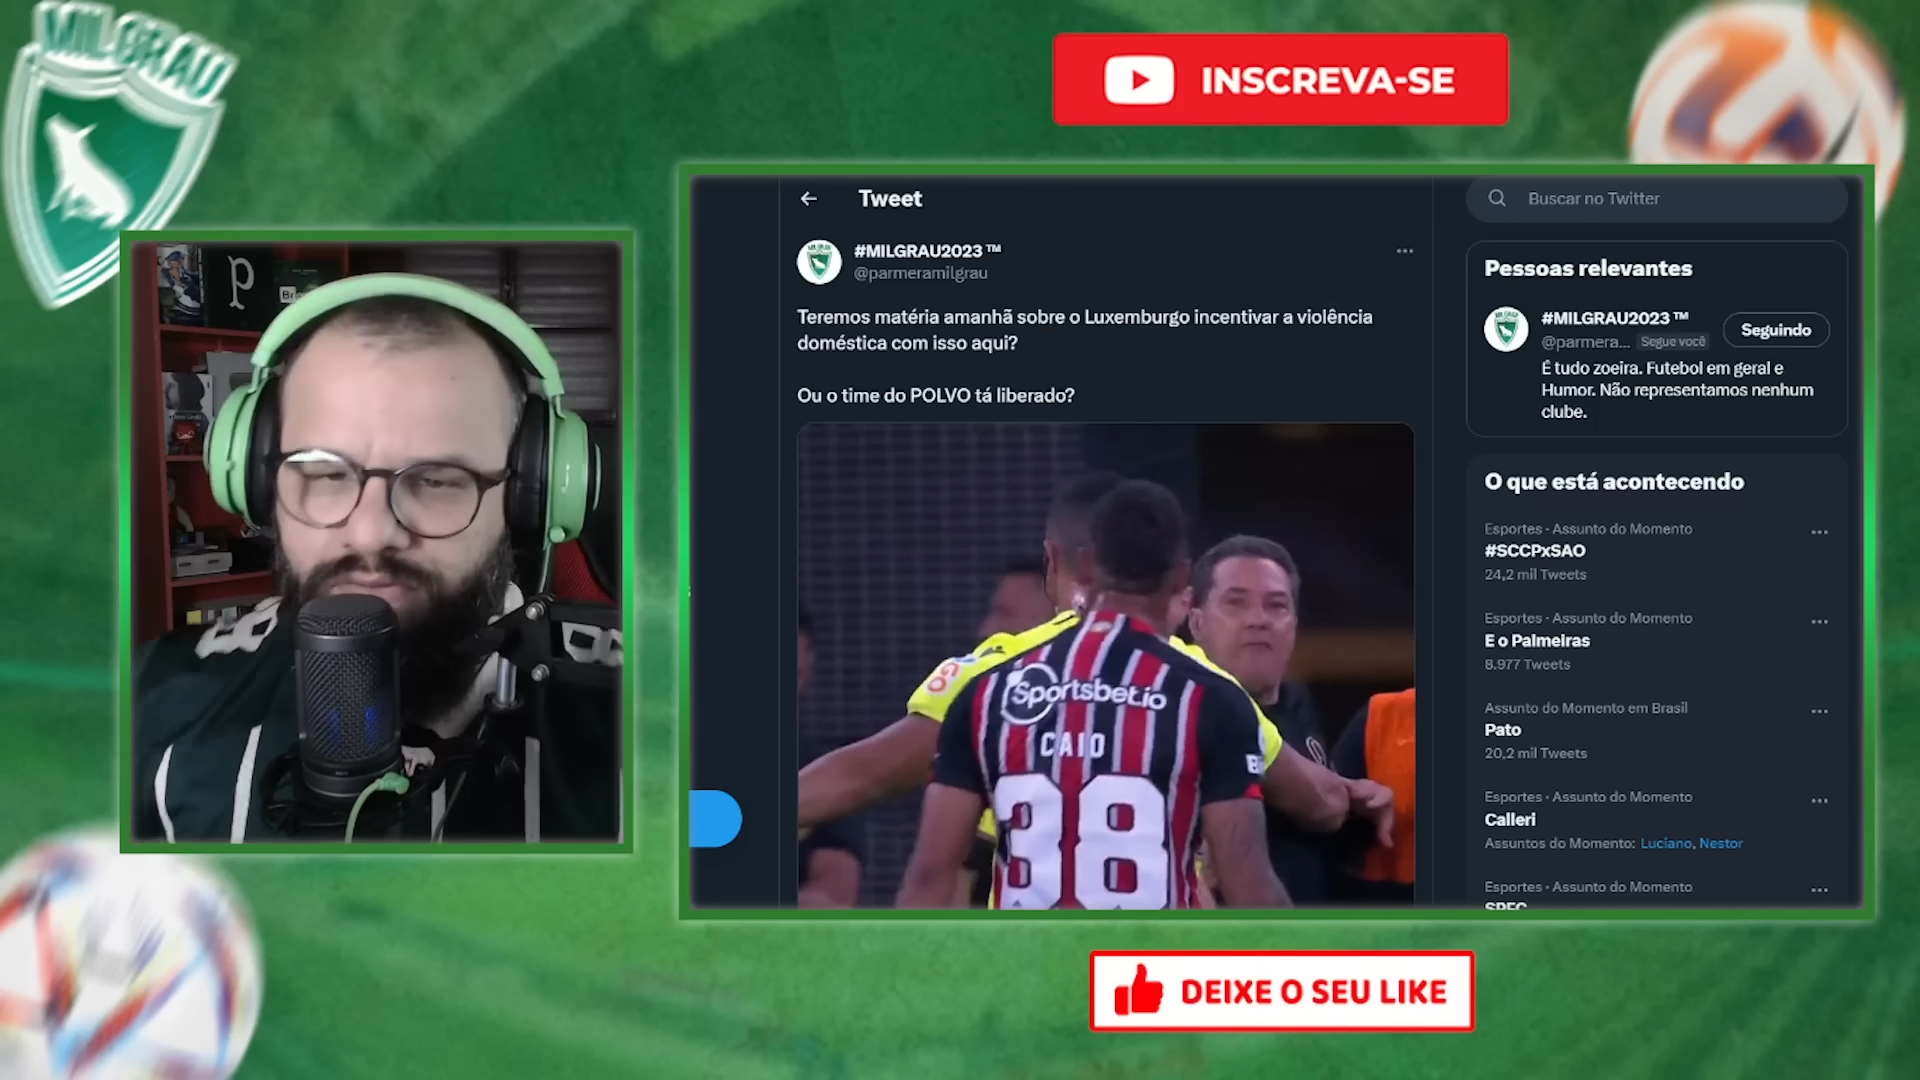 MILGRAU
INSCREVA-SE
P
Tweet
Buscar no Twitter
#MILGRAU2023™
@parmeramilgrau
Teremos matéria amanhã sobre o Luxemburgo incentivar a violência
doméstica com isso aqui?
Ou o time do POLVO tá liberado?
Sportsbet.io
CAIO
38
Pessoas relevantes
#MILGRAU2023™
@parmera... Segue você
Seguindo
É tudo zoeira. Futebol em geral e
Humor. Não representamos nenhum
clube.
O que está acontecendo
Esportes · Assunto do Momento
#SCCPxSAO
24,2 mil Tweets
Esportes · Assunto do Momento
E o Palmeiras
8.977 Tweets
Assunto do Momento em Brasil
Pato
20,2 mil Tweets
Esportes · Assunto do Momento
Calleri
Assuntos do Momento: Luciano, Nestor
Esportes · Assunto do Momento
SPFC
DEIXE O SEU LIKE